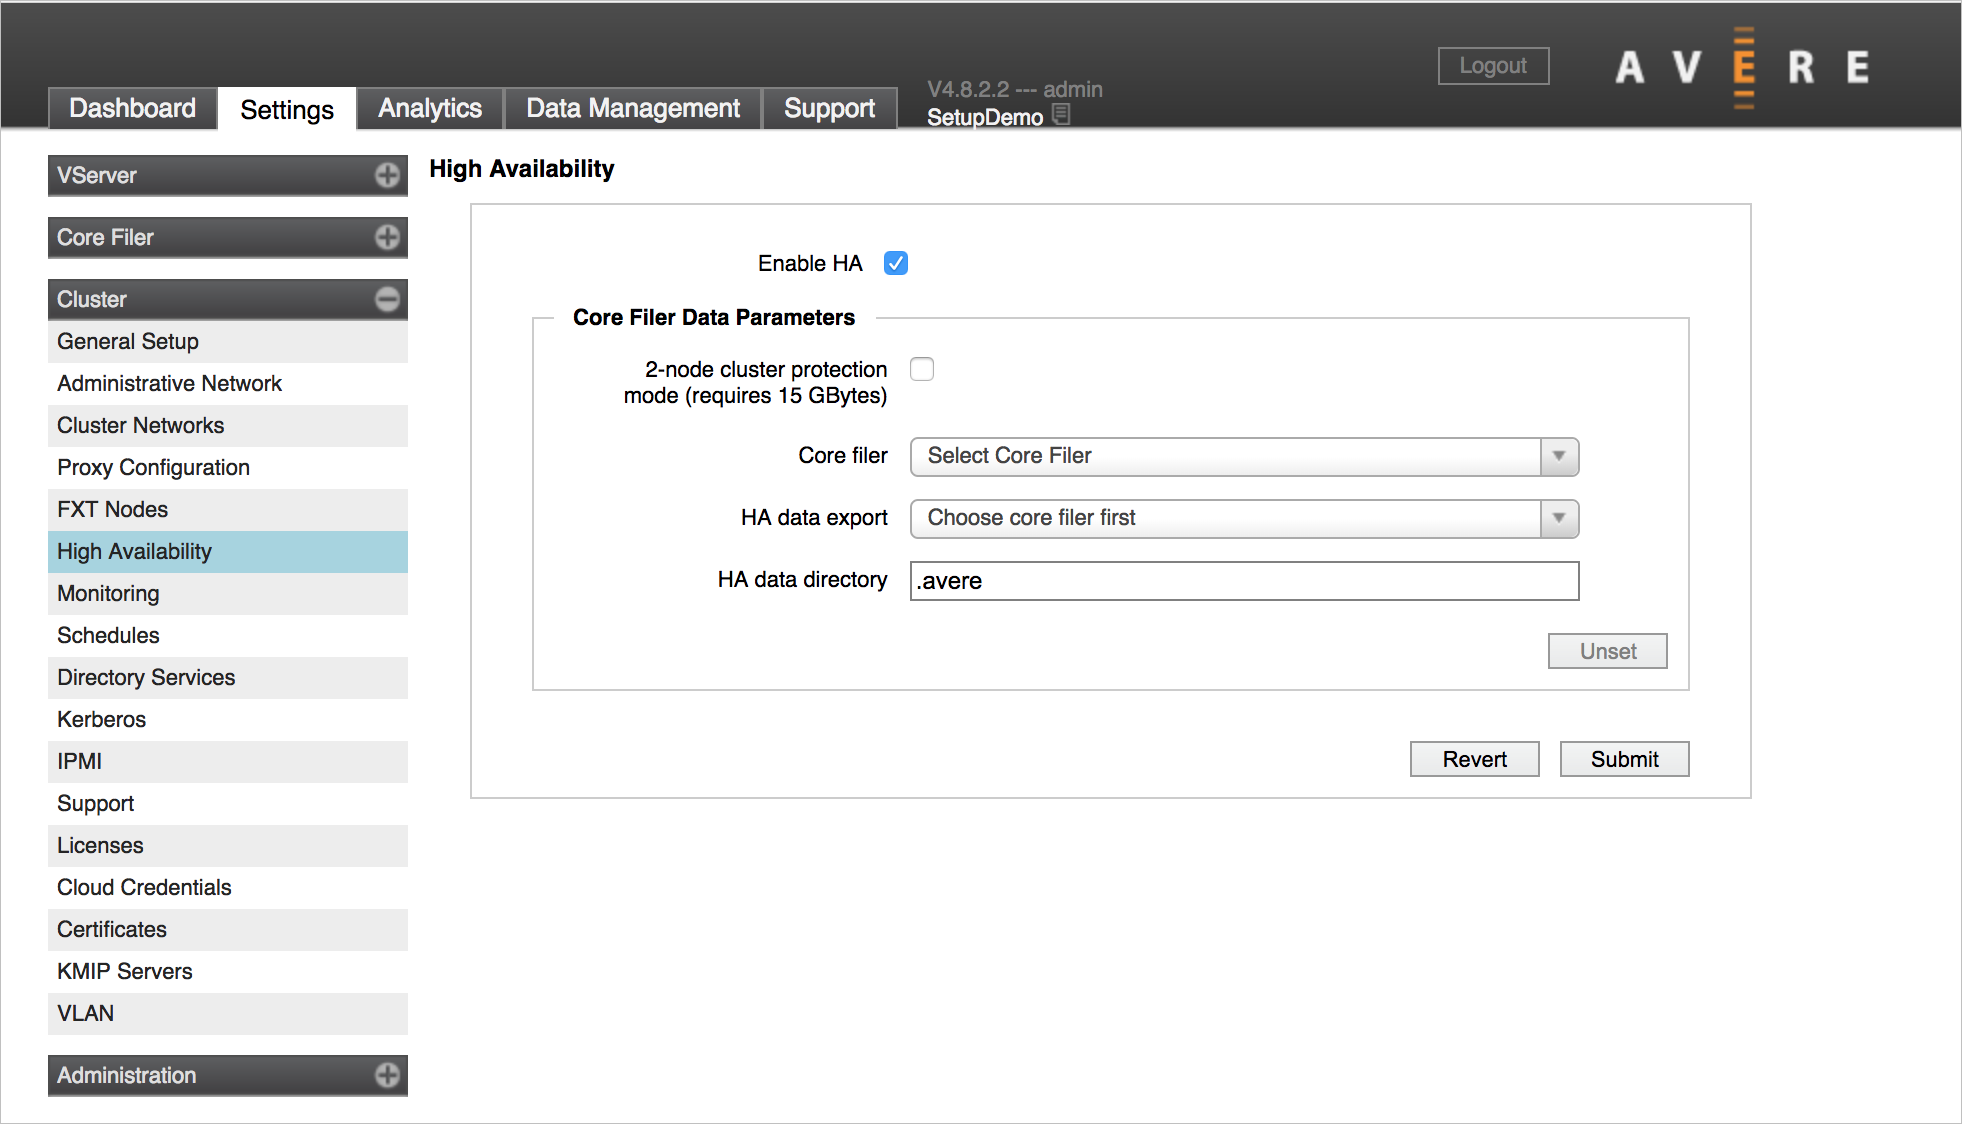 Logout
AVERE
Dashboard
Settings
Analytics
Data Management
Support
V4.8.2.2 --- admin
SetupDemo
VServer
Core Filer
Cluster
General Setup
Administrative Network
Cluster Networks
Proxy Configuration
FXT Nodes
High Availability
Monitoring
Schedules
Directory Services
Kerberos
IPMI
Support
Licenses
Cloud Credentials
Certificates
KMIP Servers
VLAN
Administration
High Availability
Enable HA
Core Filer Data Parameters
2-node cluster protection
mode (requires 15 GBytes)
Core filer
Select Core Filer
HA data export
Choose core filer first
HA data directory
.avere
Unset
Revert
Submit